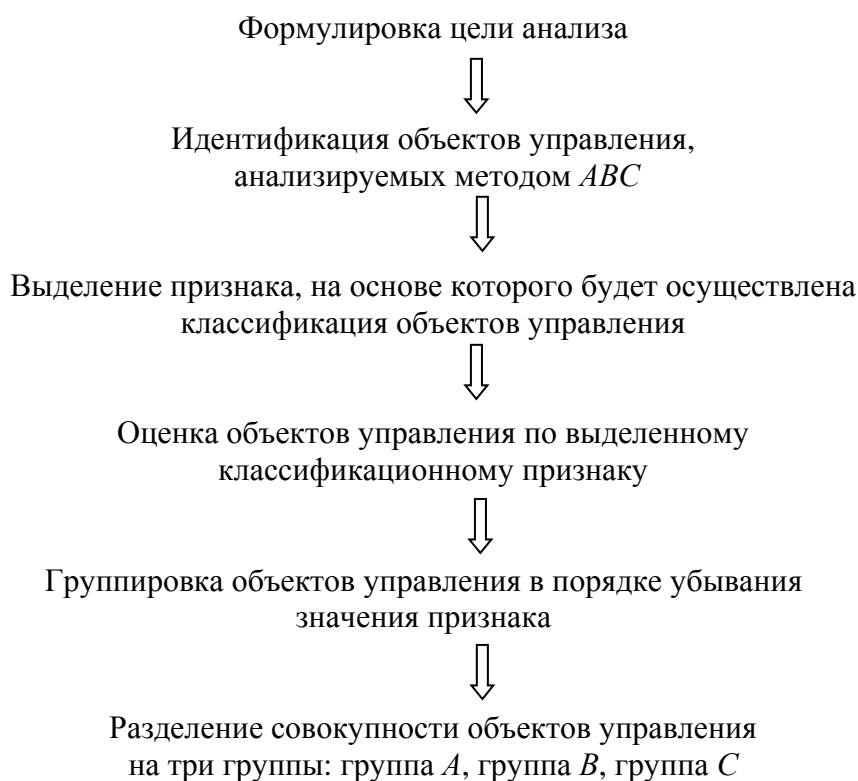 Формулировка цели анализа
Идентификация объектов управления,
анализируемых методом ABC
Выделение признака, на основе которого будет осуществлена
классификация объектов управления
Оценка объектов управления по выделенному
классификационному признаку
Группировка объектов управления в порядке убывания
значения признака
Разделение совокупности объектов управления
на три группы: группа A, группа B, группа C